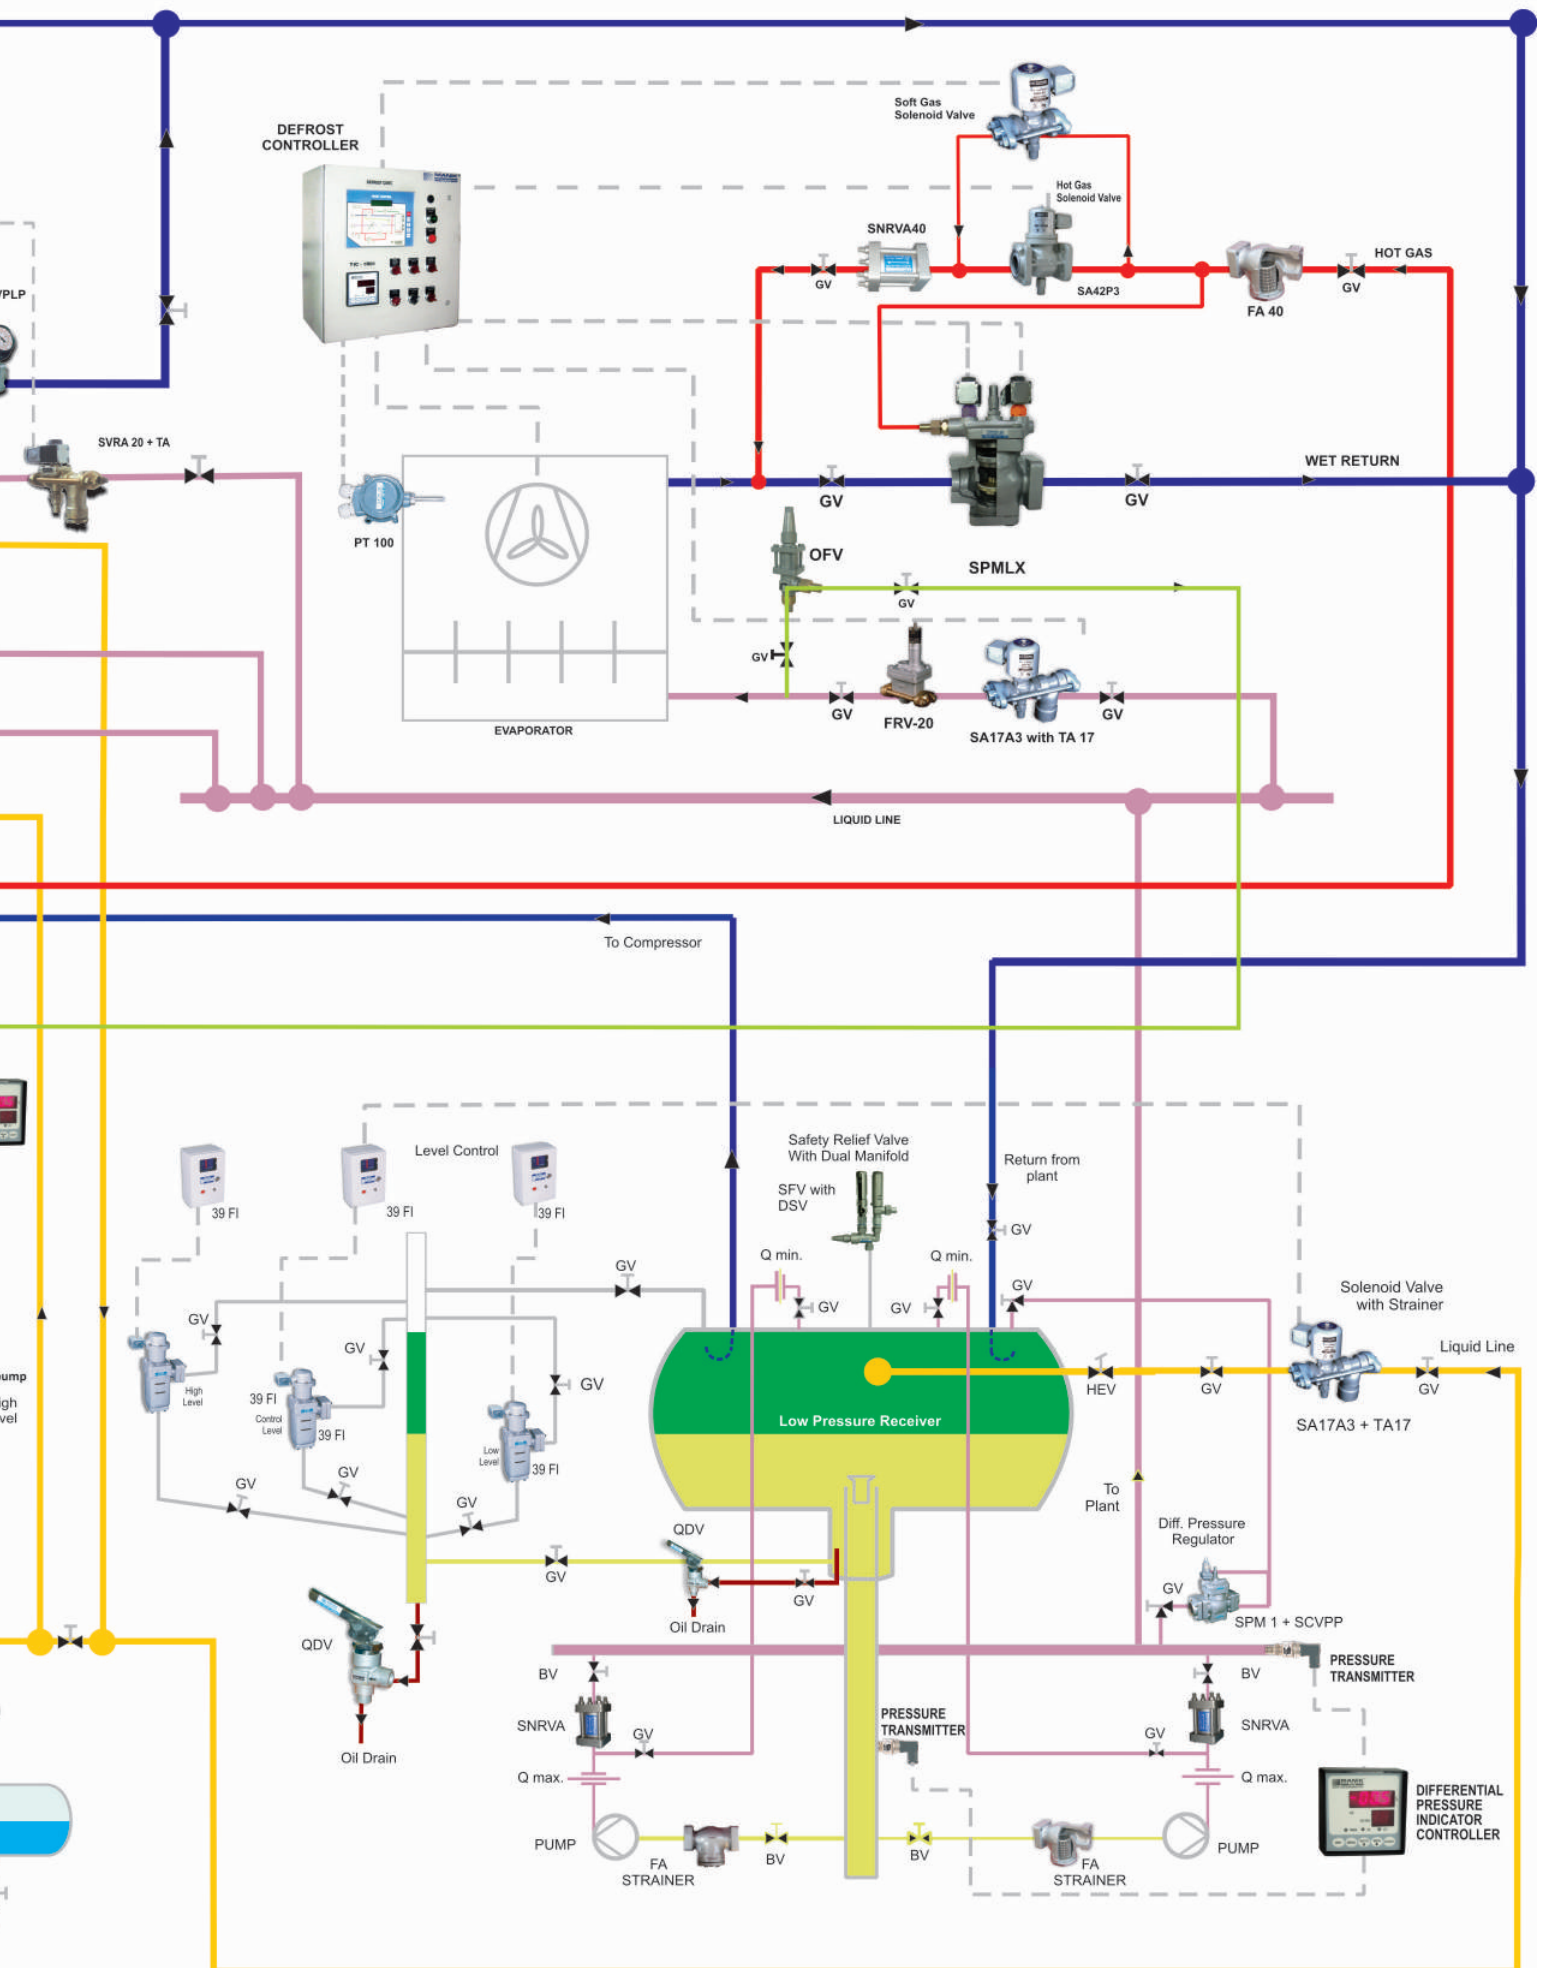 Soft Gas
Solenoid Valve
DEFROST
CONTROLLER
Hot Gas
Solenoid Valve
SNRVA40
HOT GAS
GV
GV
SA42P3
FA 40
/PLP
SVRA 20 + TA
WET RETURN
GV
GV
PT 100
OFV
SPMLX
GV
GV
GV
FRV-20
GV
SA17A3 with TA 17
EVAPORATOR
LIQUID LINE
To Compressor
Safety Relief Valve
With Dual Manifold
Level Control
Return from
plant
SFV with
DSV
39 FI
39 FI
39 FI
GV
Q min.
Q min.
GV
GV
Solenoid Valve
with Strainer
GV
GV
GV
GV
Liquid Line
ump
gh
vel
High
Level
39 FI
Control
Level
39 FI
GV
HEV
GV
GV
Low Pressure Receiver
SA17A3 + TA17
Low
Level
39 FI
GV
GV
GV
To
Plant
QDV
Diff. Pressure
Regulator
GV
GV
GV
SPM 1 + SCVPP
Oil Drain
QDV
BV
BV
PRESSURE
TRANSMITTER
SNRVA
GV
PRESSURE
TRANSMITTER
GV
SNRVA
Oil Drain
Q max.
Q max.
DIFFERENTIAL
PRESSURE
INDICATOR
CONTROLLER
PUMP
FA
STRAINER
BV
BV
FA
STRAINER
PUMP